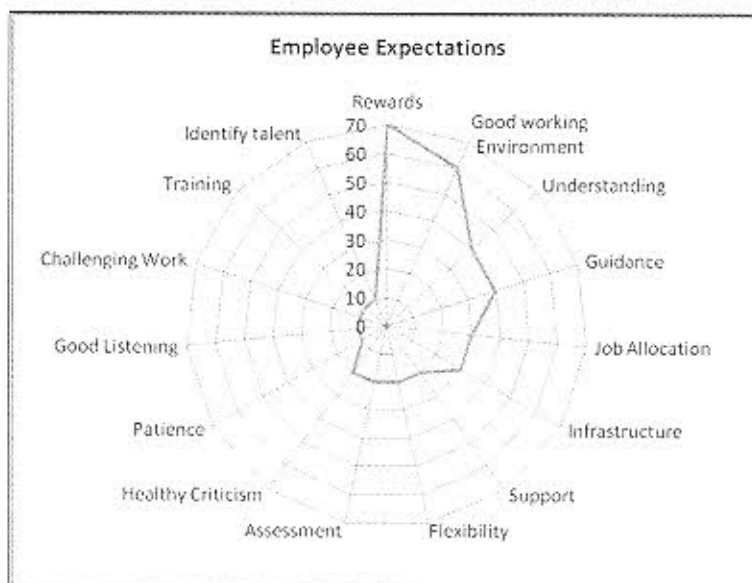 Employee Expectations
Rewards
Good working
Environment
Understanding
Guidance
Job Allocation
Infrastructure
Support
Flexibility
Assessment
Healthy Criticism
Patience
Good Listening
Challenging Work
Training
Identify talent
70
60
50
40
30
20
10
0